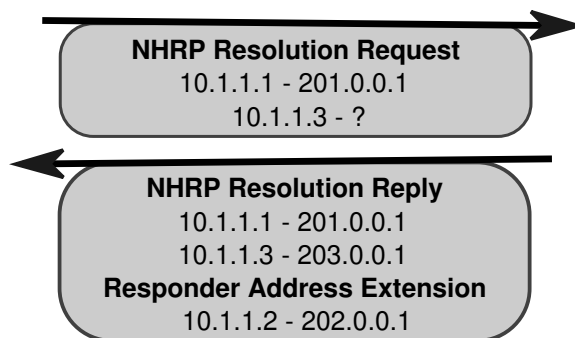 NHRP Resolution Request
10.1.1.1 - 201.0.0.1
10.1.1.3 - ?
NHRP Resolution Reply
10.1.1.1 - 201.0.0.1
10.1.1.3 - 203.0.0.1
Responder Address Extension
10.1.1.2 - 202.0.0.1